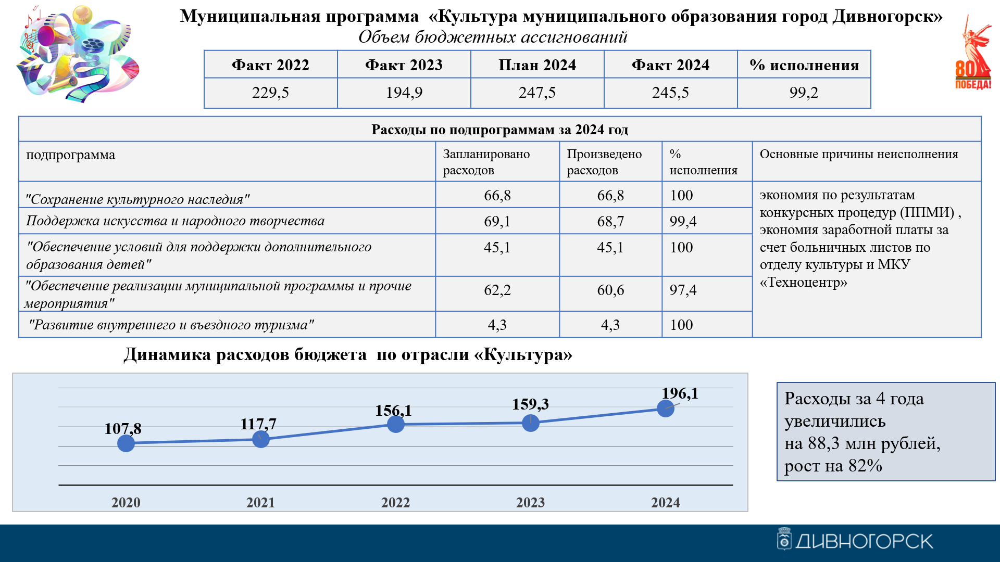 Муниципальная программа «Культура муниципального образования город Дивногорск»
Объем бюджетных ассигнований
Факт 2022 Факт 2023 План 2024 Факт 2024 % исполнения
229,5 194,9 247,5 245,5 99,2
80
ПОБЕДА!
Расходы по подпрограммам за 2024 год
подпрограмма Запланировано расходов Произведено расходов % исполнения Основные причины неисполнения
"Сохранение культурного наследия" 66,8 66,8 100
Поддержка искусства и народного творчества 69,1 68,7 99,4
"Обеспечение условий для поддержки дополнительного
образования детей" 45,1 45,1 100
"Обеспечение реализации муниципальной программы и прочие
мероприятия" 62,2 60,6 97,4
"Развитие внутреннего и въездного туризма" 4,3 4,3 100
экономия по результатам
конкурсных процедур (ППМИ) ,
экономия заработной платы за
счет больничных листов по
отделу культуры и МКУ
«Техноцентр»
Динамика расходов бюджета по отрасли «Культура»
107,8 117,7 156,1 159,3 196,1
2020 2021 2022 2023 2024
Расходы за 4 года
увеличились
на 88,3 млн рублей,
рост на 82%
ДИВНОГОРСК